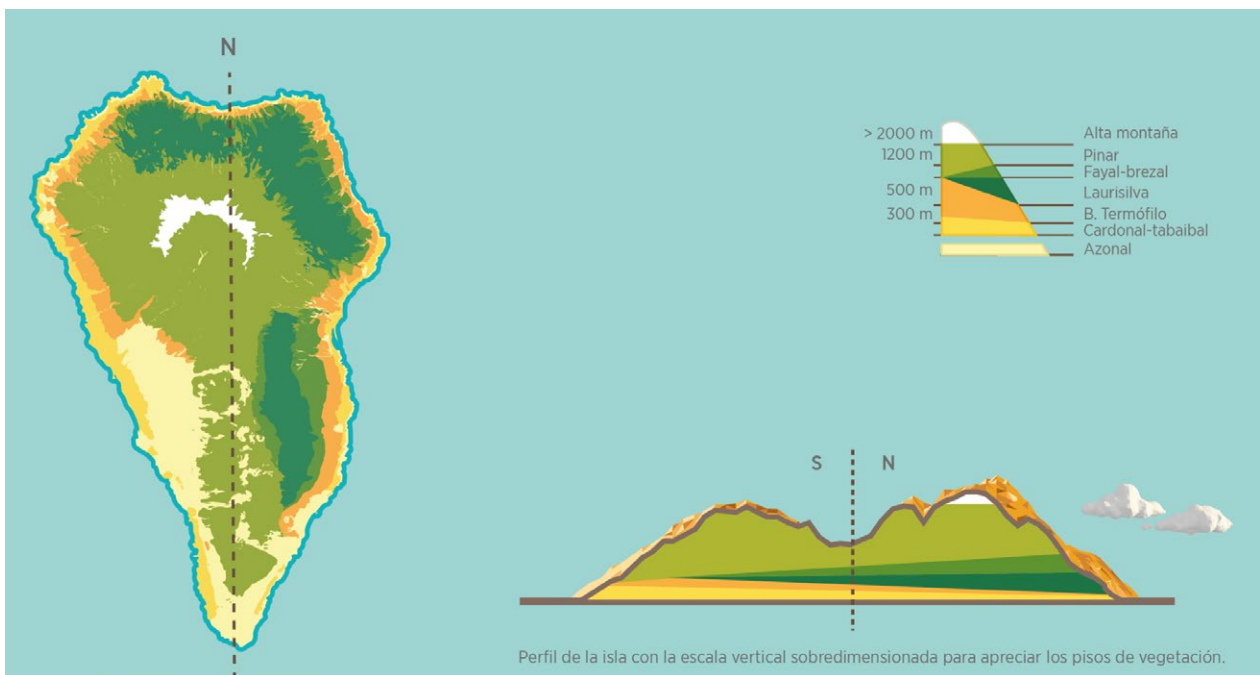 N
> 2000 m
Alta montaña
1200 m
Pinar
Fayal-brezal
500 m
Laurisilva
300 m
B. Termófilo
Cardonal-tabaibal
Azonal
S
N
Perfil de la isla con la escala vertical sobredimensionada para apreciar los pisos de vegetación.